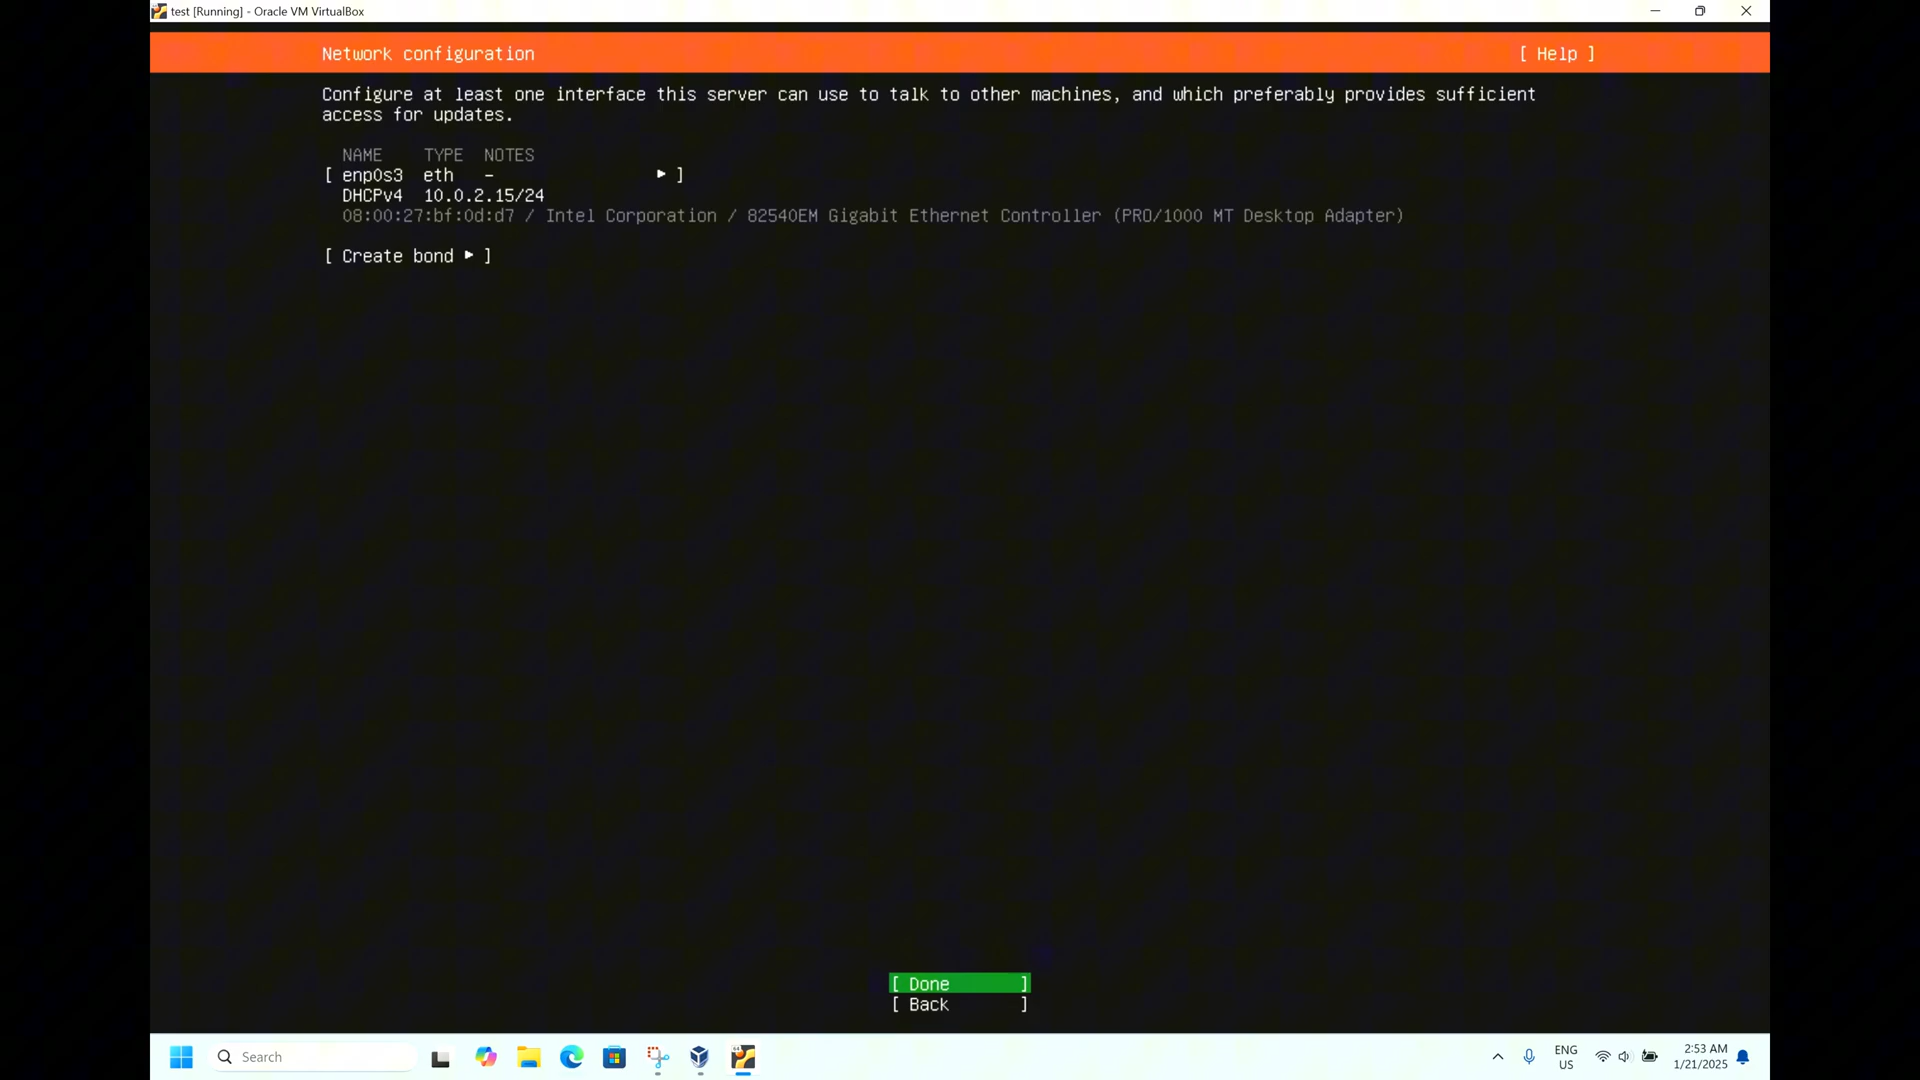 test [Running] - Oracle VM VirtualBox
Network configuration [ Help ]
Configure at least one interface this server can use to talk to other machines, and which preferably provides sufficient
access for updates.
NAME TYPE NOTES
[ enp0s3 eth - ▸ ]
DHCPv4 10.0.2.15/24
08:00:27:bf:0d:d7 / Intel Corporation / 82540EM Gigabit Ethernet Controller (PRO/1000 MT Desktop Adapter)
[ Create bond ▸ ]
[ Done ]
[ Back ]
Search
ENG
US
2:53 AM
1/21/2025